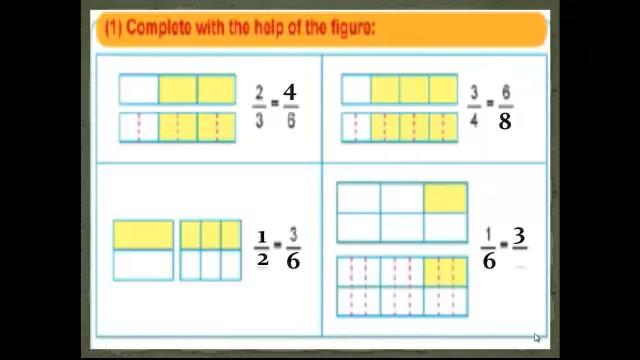 (1) Complete with the help of the figure:
2/3 = 4/6
3/4 = 6/8
1/2 = 3/6
1/6 = 3/